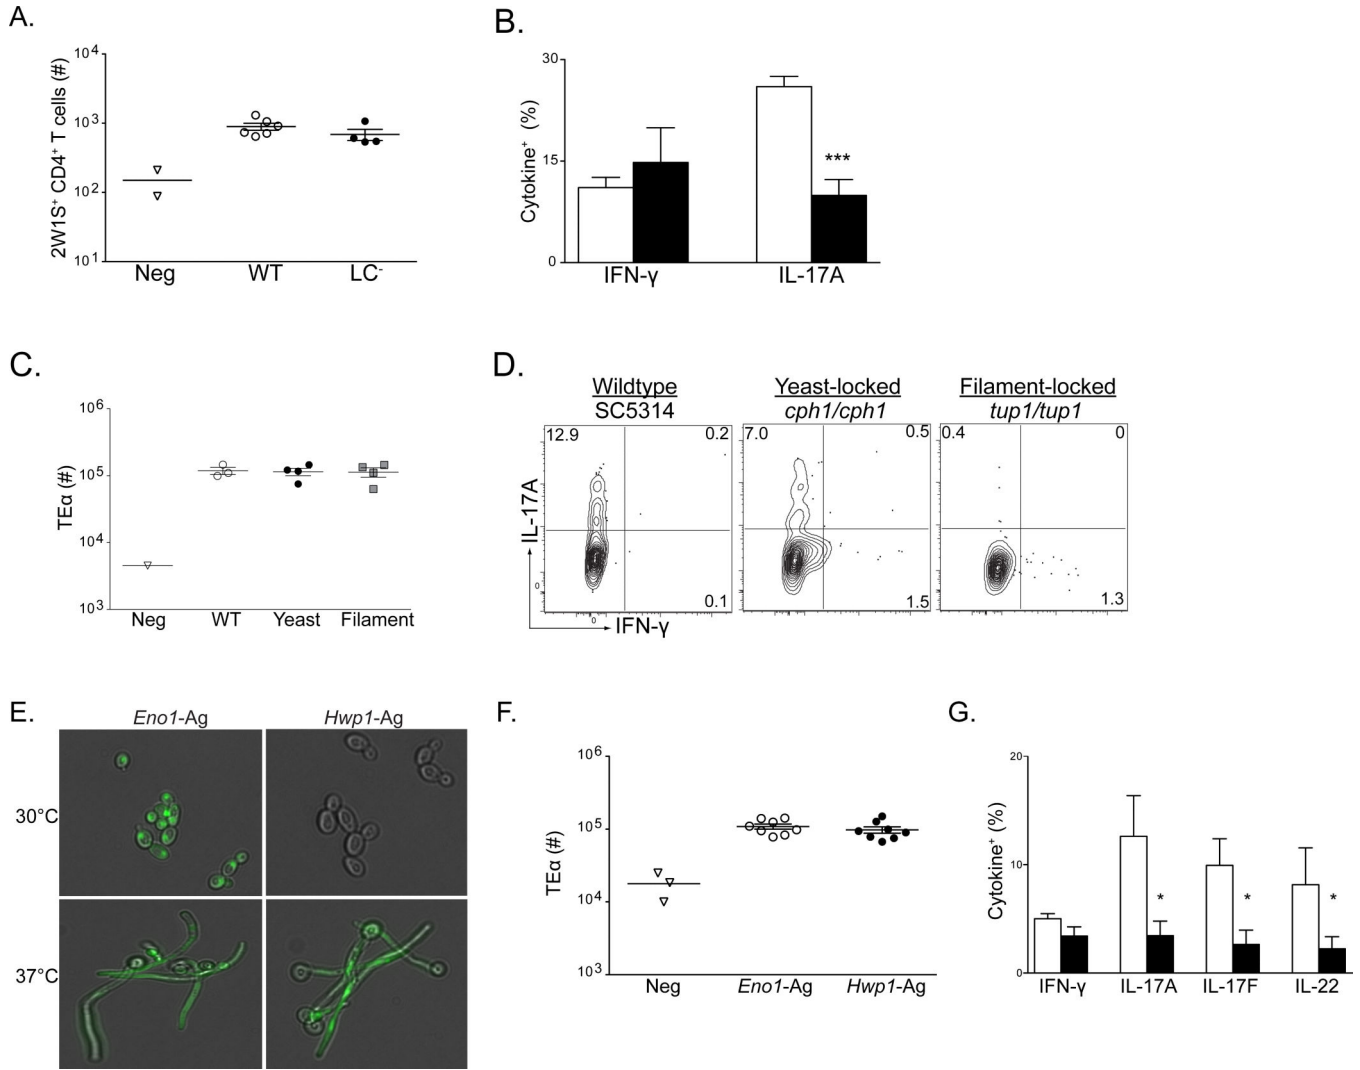 A.
2W1S⁺ CD4⁺ T cells (#)
10⁴
10³
10²
10¹
Neg WT LC⁻
B.
Cytokine⁺ (%)
30
15
0
***
IFN-γ IL-17A
C.
TEα (#)
10⁶
10⁵
10⁴
10³
Neg WT Yeast Filament
D.
Wildtype Yeast-locked Filament-locked
SC5314 cph1/cph1 tup1/tup1
12.9 0.2 7.0 0.5 0.4 0
IL-17A
0
0.1 1.5 1.3
0
IFN-γ
E.
Eno1-Ag Hwp1-Ag
30°C
37°C
F.
TEα (#)
10⁶
10⁵
10⁴
10³
Neg Eno1-Ag Hwp1-Ag
G.
Cytokine⁺ (%)
20
10
0
* * *
IFN-γ IL-17A IL-17F IL-22